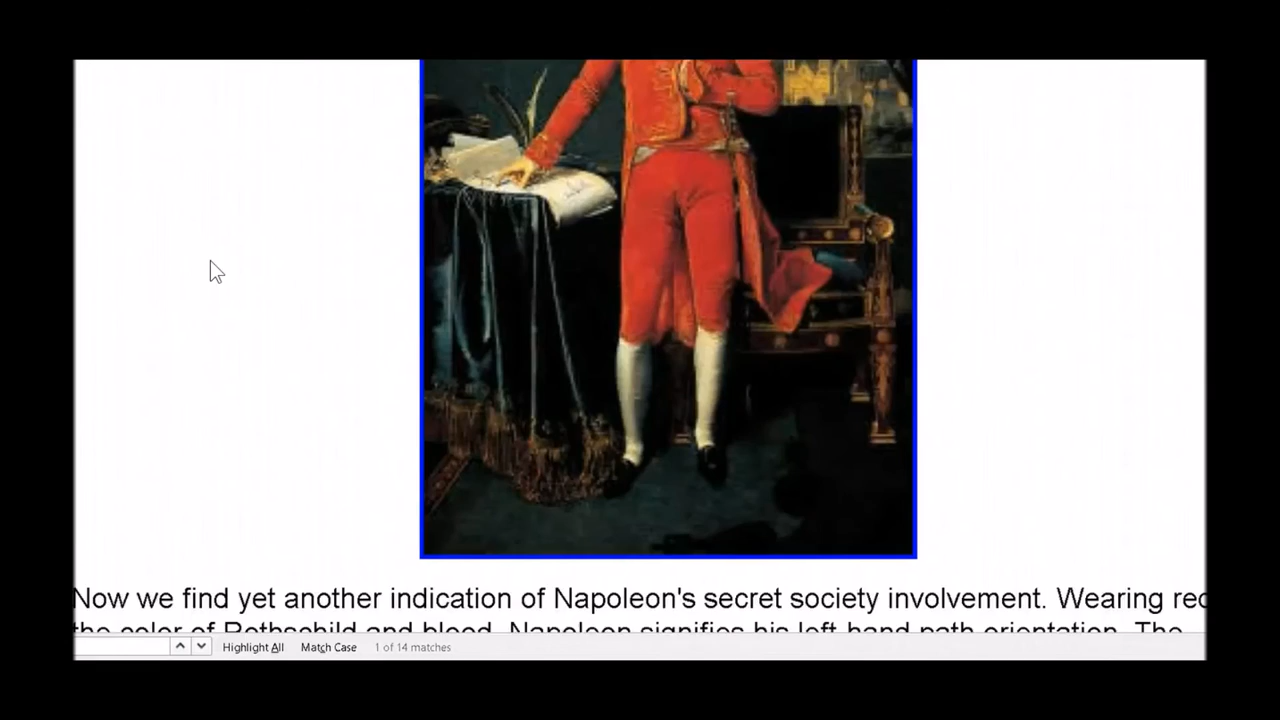 Now we find yet another indication of Napoleon's secret society involvement. Wearing red
the color of Rothschild and blood, Napoleon signifies his left hand path orientation. The
Highlight All Match Case 1 of 14 matches